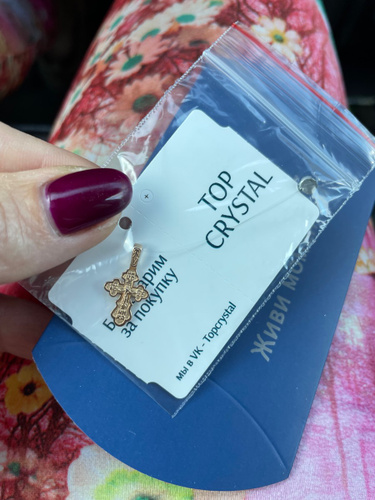 TOP
CRYSTAL
за покупку
мы в VK - Topcrystal
Живи